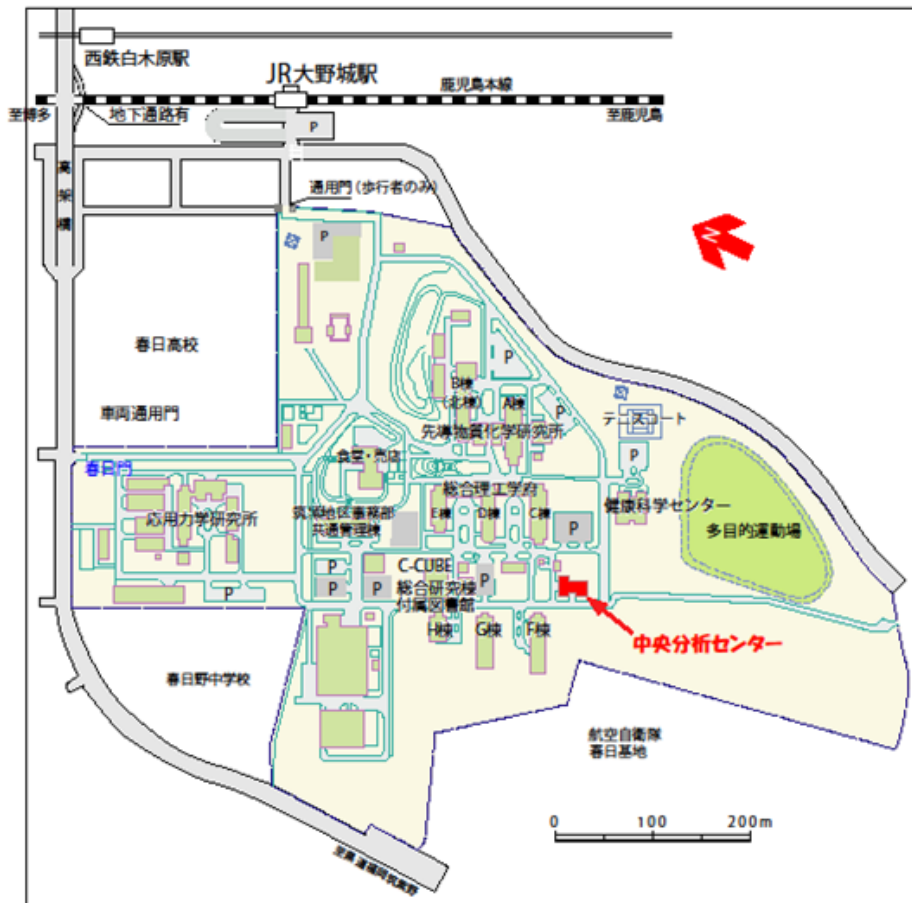 西鉄白木原駅
JR大野城駅
鹿児島本線
至博多
地下通路有
至鹿児島
P
高架橋
通用門(歩行者のみ)
N
P
春日高校
P
B棟
(北棟)
A棟
P
車両通用門
テニスコート
先導物質化学研究所
食堂・売店
P
春日門
総合理工学府
健康科学センター
応用力学研究所
筑紫地区事務部
共通管理棟
E棟
D棟
C棟
P
多目的運動場
C-CUBE
P
総合研究棟
P
P
P
付属図書館
H棟
G棟
F棟
中央分析センター
春日野中学校
航空自衛隊
春日基地
0 100 200m